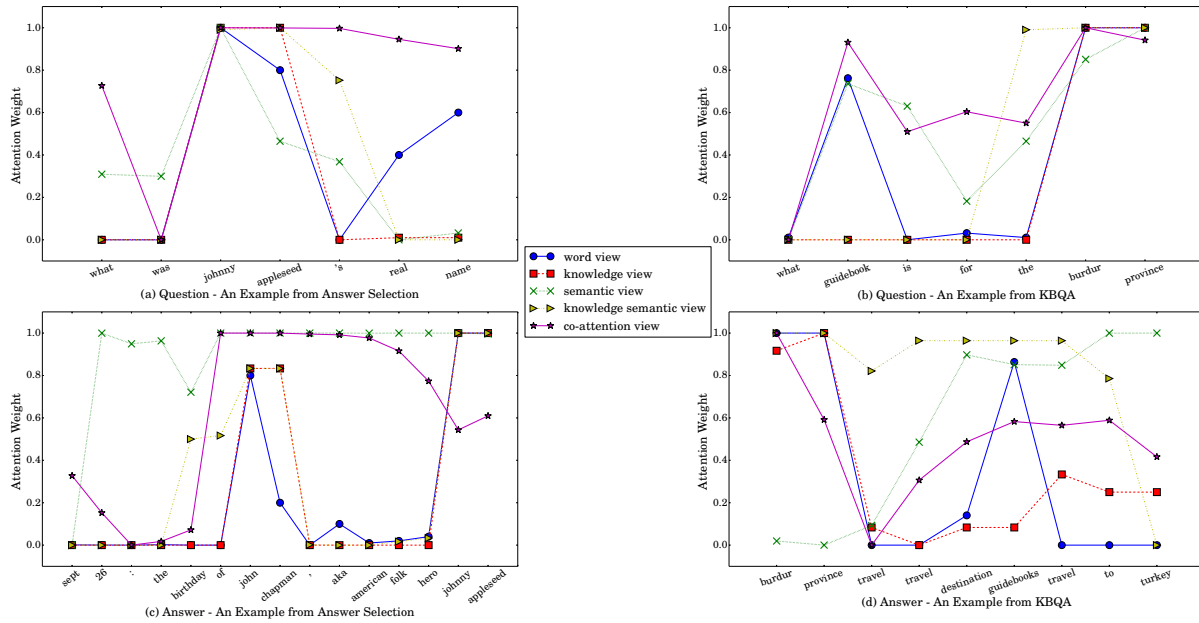 1.0
0.8
0.6
0.4
0.2
0.0
Attention Weight
what was johnny appleseed 's real name
(a) Question - An Example from Answer Selection
1.0
0.8
0.6
0.4
0.2
0.0
Attention Weight
what guidebook is for the burdur province
(b) Question - An Example from KBQA
word view
knowledge view
semantic view
knowledge semantic view
co-attention view
1.0
0.8
0.6
0.4
0.2
0.0
Attention Weight
sept 26 : the birthday of john chapman , aka american folk hero johnny appleseed
(c) Answer - An Example from Answer Selection
1.0
0.8
0.6
0.4
0.2
0.0
Attention Weight
burdur province travel travel destination guidebooks travel to turkey
(d) Answer - An Example from KBQA